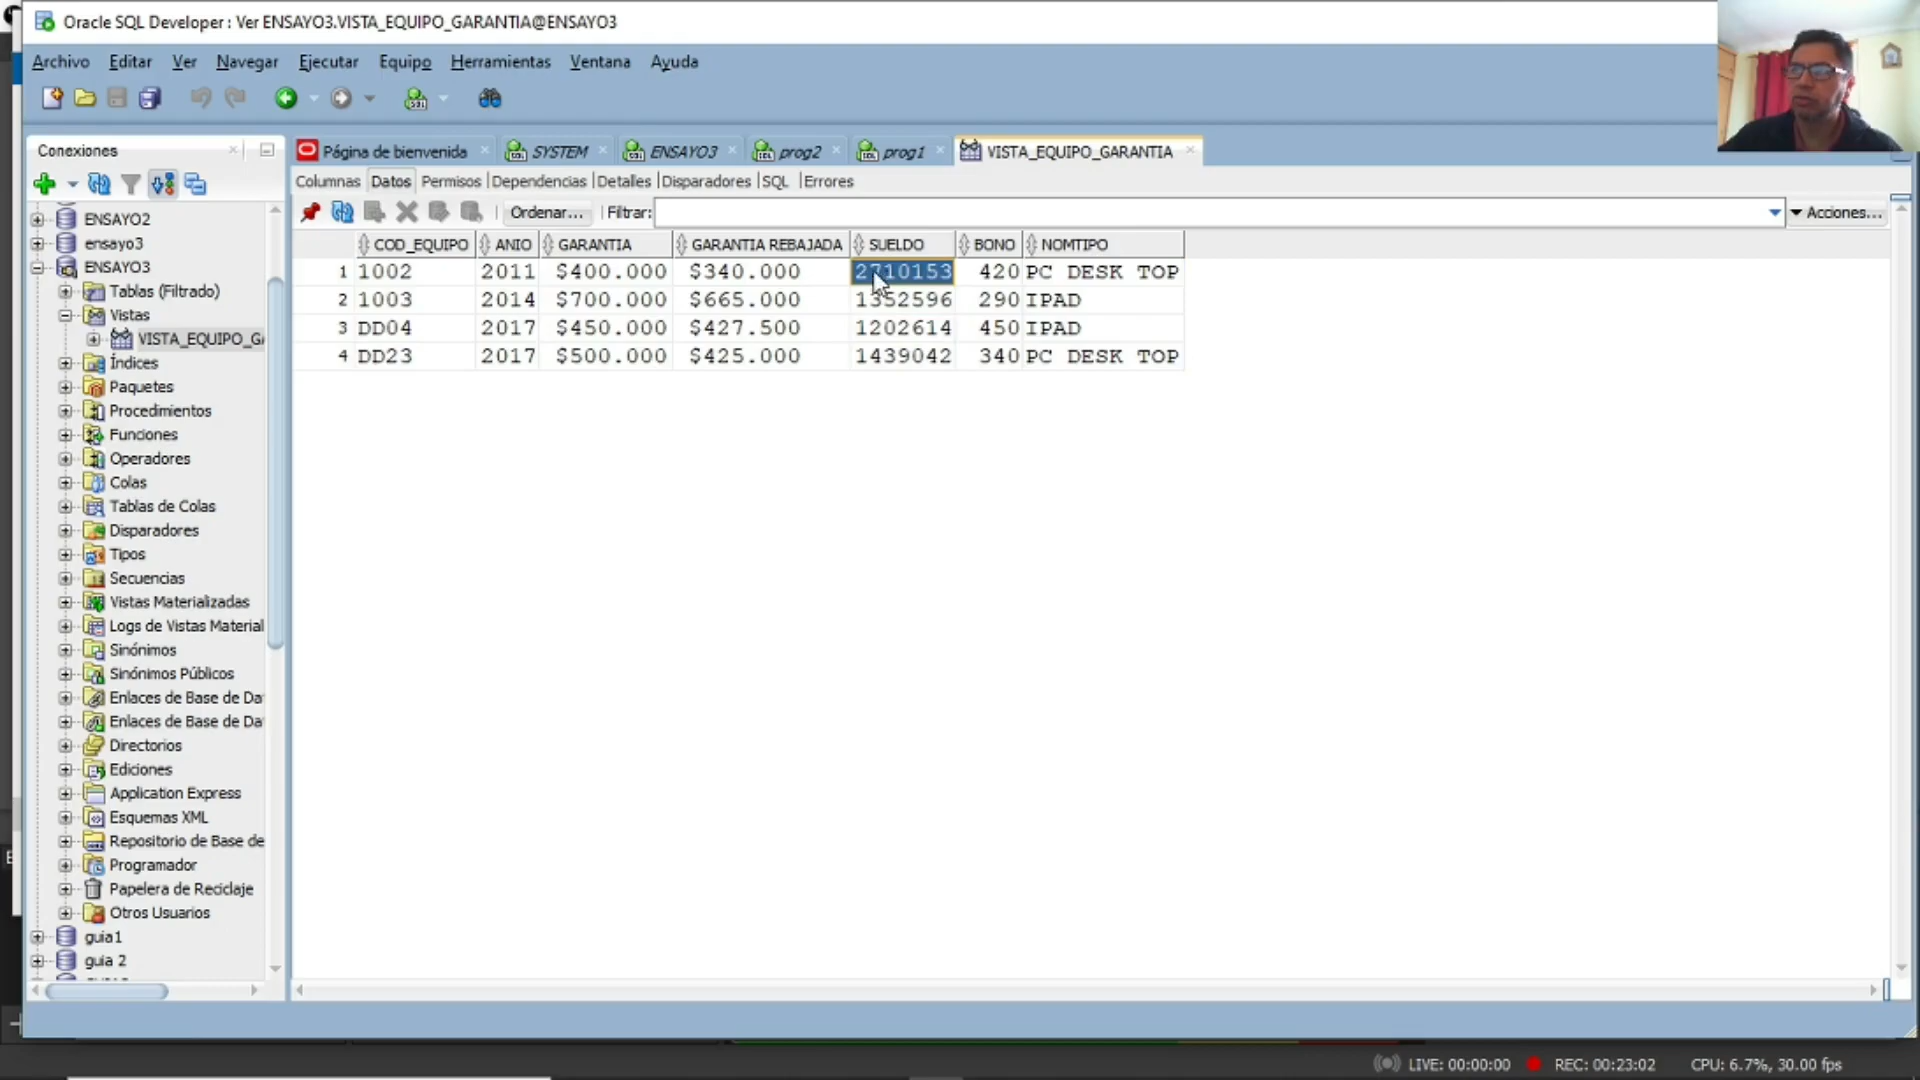 Oracle SQL Developer : Ver ENSAYO3.VISTA_EQUIPO_GARANTIA@ENSAYO3
Archivo Editar Ver Navegar Ejecutar Equipo Herramientas Ventana Ayuda
Conexiones
Página de bienvenida SYSTEM ENSAYO3 prog2 prog1 VISTA_EQUIPO_GARANTIA
Columnas Datos Permisos Dependencias Detalles Disparadores SQL Errores
Ordenar... Filtrar: Acciones...
COD_EQUIPO ANIO GARANTIA GARANTIA REBAJADA SUELDO BONO NOMTIPO
1 1002 2011 $400.000 $340.000 2710153 420 PC DESK TOP
2 1003 2014 $700.000 $665.000 1352596 290 IPAD
3 DD04 2017 $450.000 $427.500 1202614 450 IPAD
4 DD23 2017 $500.000 $425.000 1439042 340 PC DESK TOP
ENSAYO2
ensayo3
ENSAYO3
Tablas (Filtrado)
Vistas
VISTA_EQUIPO_GA
Índices
Paquetes
Procedimientos
Funciones
Operadores
Colas
Tablas de Colas
Disparadores
Tipos
Secuencias
Vistas Materializadas
Logs de Vistas Material
Sinónimos
Sinónimos Públicos
Enlaces de Base de Da
Enlaces de Base de Da
Directorios
Ediciones
Application Express
Esquemas XML
Repositorio de Base de
Programador
Papelera de Reciclaje
Otros Usuarios
guia1
guia 2
LIVE: 00:00:00 REC: 00:23:02 CPU: 6.7%, 30.00 fps